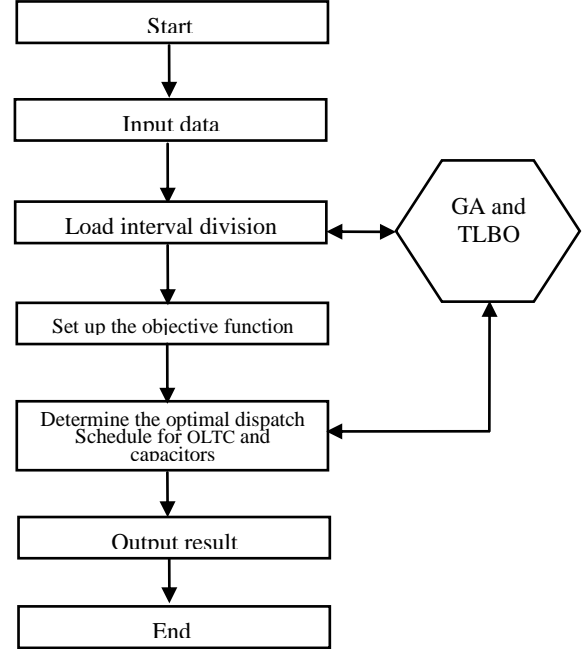 Start
Input data
Load interval division
GA and
TLBO
Set up the objective function
Determine the optimal dispatch
Schedule for OLTC and
capacitors
Output result
End